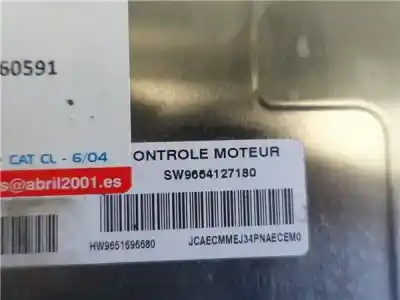 60591
CAT CL - 6/04
s@abril2001.es
ONTROLE MOTEUR
SW9664127180
HW9651696680 JCAECMMEJ34PNAECEM0